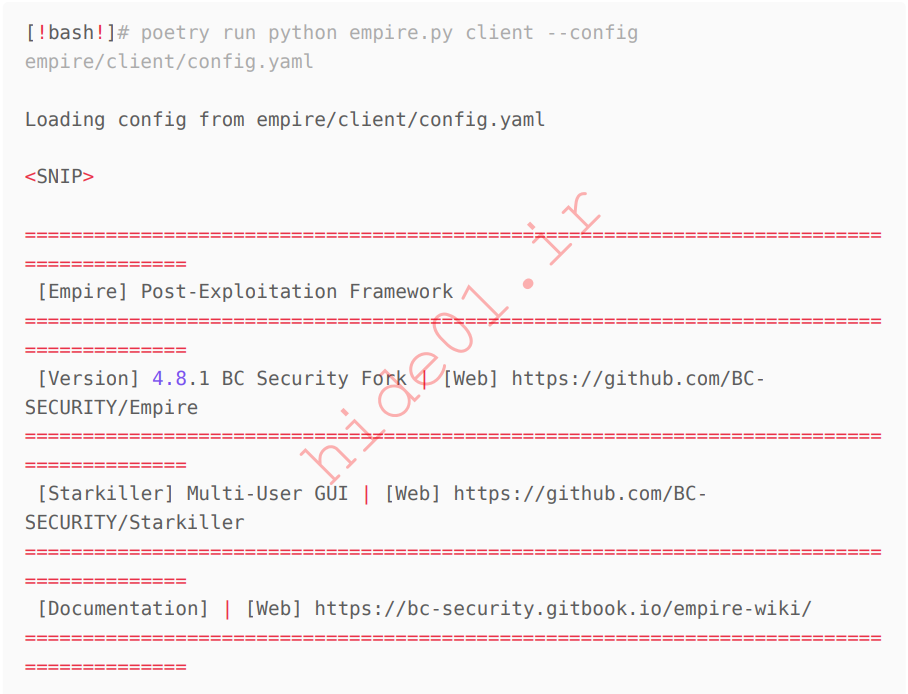 [!bash!]# poetry run python empire.py client --config
empire/client/config.yaml
Loading config from empire/client/config.yaml
<SNIP>
==========================================================================
==============
[Empire] Post-Exploitation Framework
==========================================================================
==============
[Version] 4.8.1 BC Security Fork | [Web] https://github.com/BC-
SECURITY/Empire
==========================================================================
==============
[Starkiller] Multi-User GUI | [Web] https://github.com/BC-
SECURITY/Starkiller
==========================================================================
==============
[Documentation] | [Web] https://bc-security.gitbook.io/empire-wiki/
==========================================================================
==============
hide01.ir